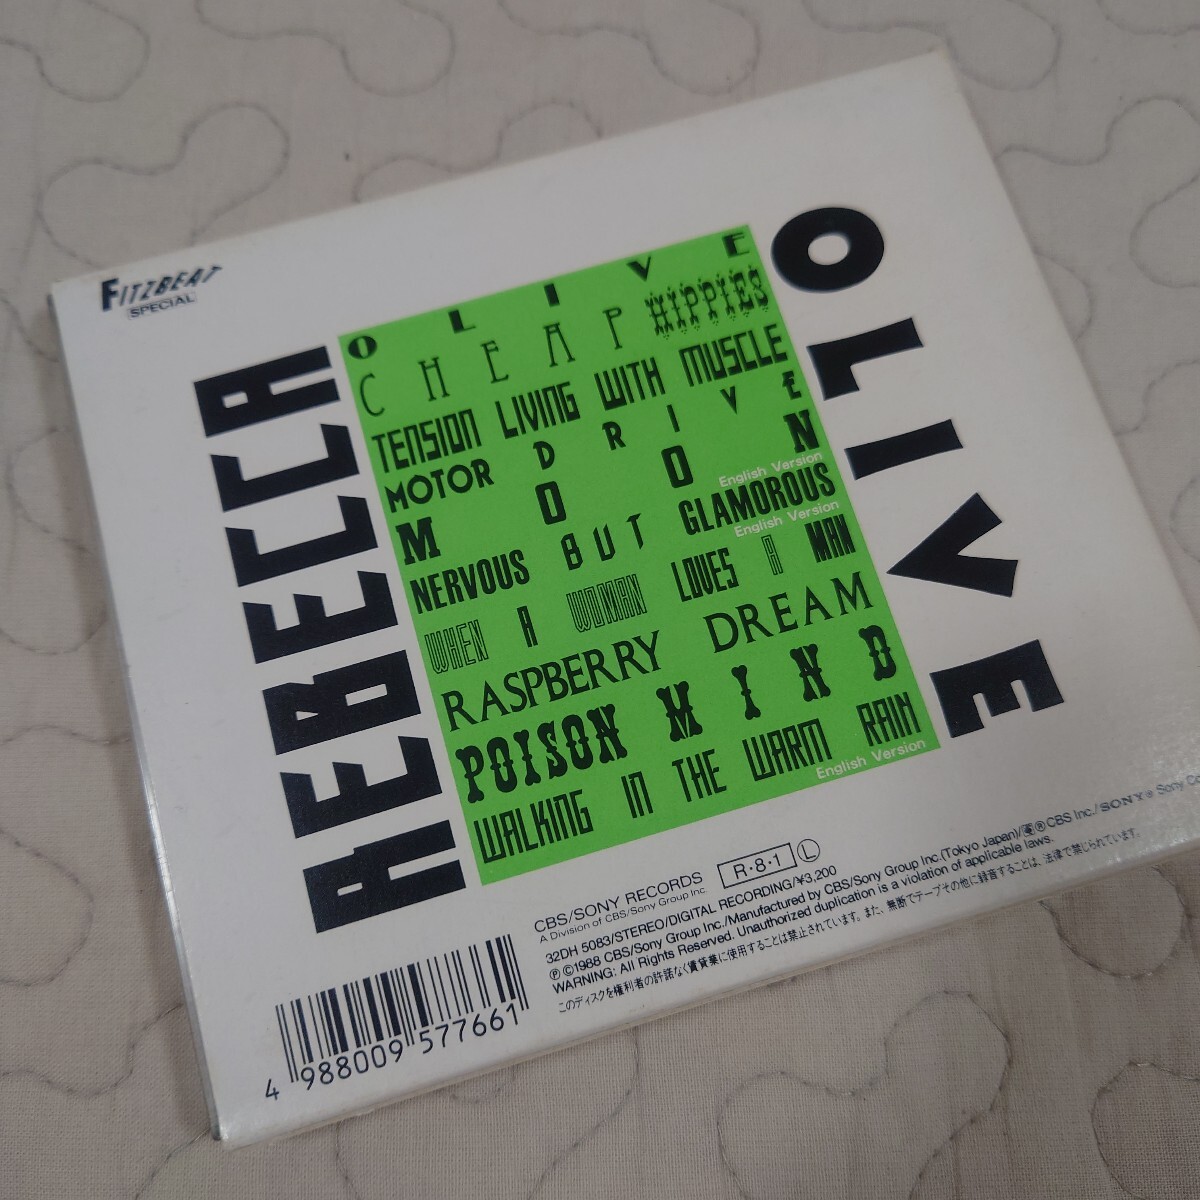 FITZBEAT
SPECIAL
REBECCA
OLIVE
OLIVE
CHEAP HIPPIES
TENSION LIVING WITH MUSCLE
MOTOR DRIVE
MOON
English Version
NERVOUS BUT GLAMOROUS
English Version
WHEN A WOMAN LOVES A MAN
RASPBERRY DREAM
POISON MIND
WALKING IN THE WARM RAIN
English Version
CBS/SONY RECORDS
A Division of CBS/Sony Group Inc.
R·8·1 L
32DH 5083/STEREO/DIGITAL RECORDING/¥3,200
℗©1988 CBS/Sony Group Inc./Manufactured by CBS/Sony Group Inc.(Tokyo Japan)/®CBS Inc./SONY® Sony Co
WARNING: All Rights Reserved. Unauthorized duplication is a violation of applicable laws.
このディスクを権利者の許諾なく賃貸業に使用することは禁止されています。また、無断でテープその他に録音することは、法律で禁じられています。
4 988009 577661